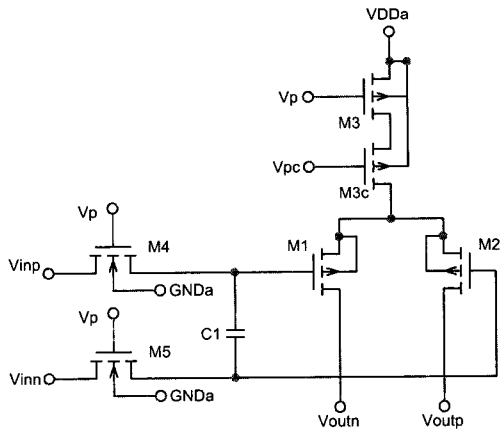 VDDa
Vp
M3
Vpc
M3c
Vp
M4
M1
M2
Vinp
GNDa
Vp
C1
M5
Vinn
GNDa
Voutn
Voutp